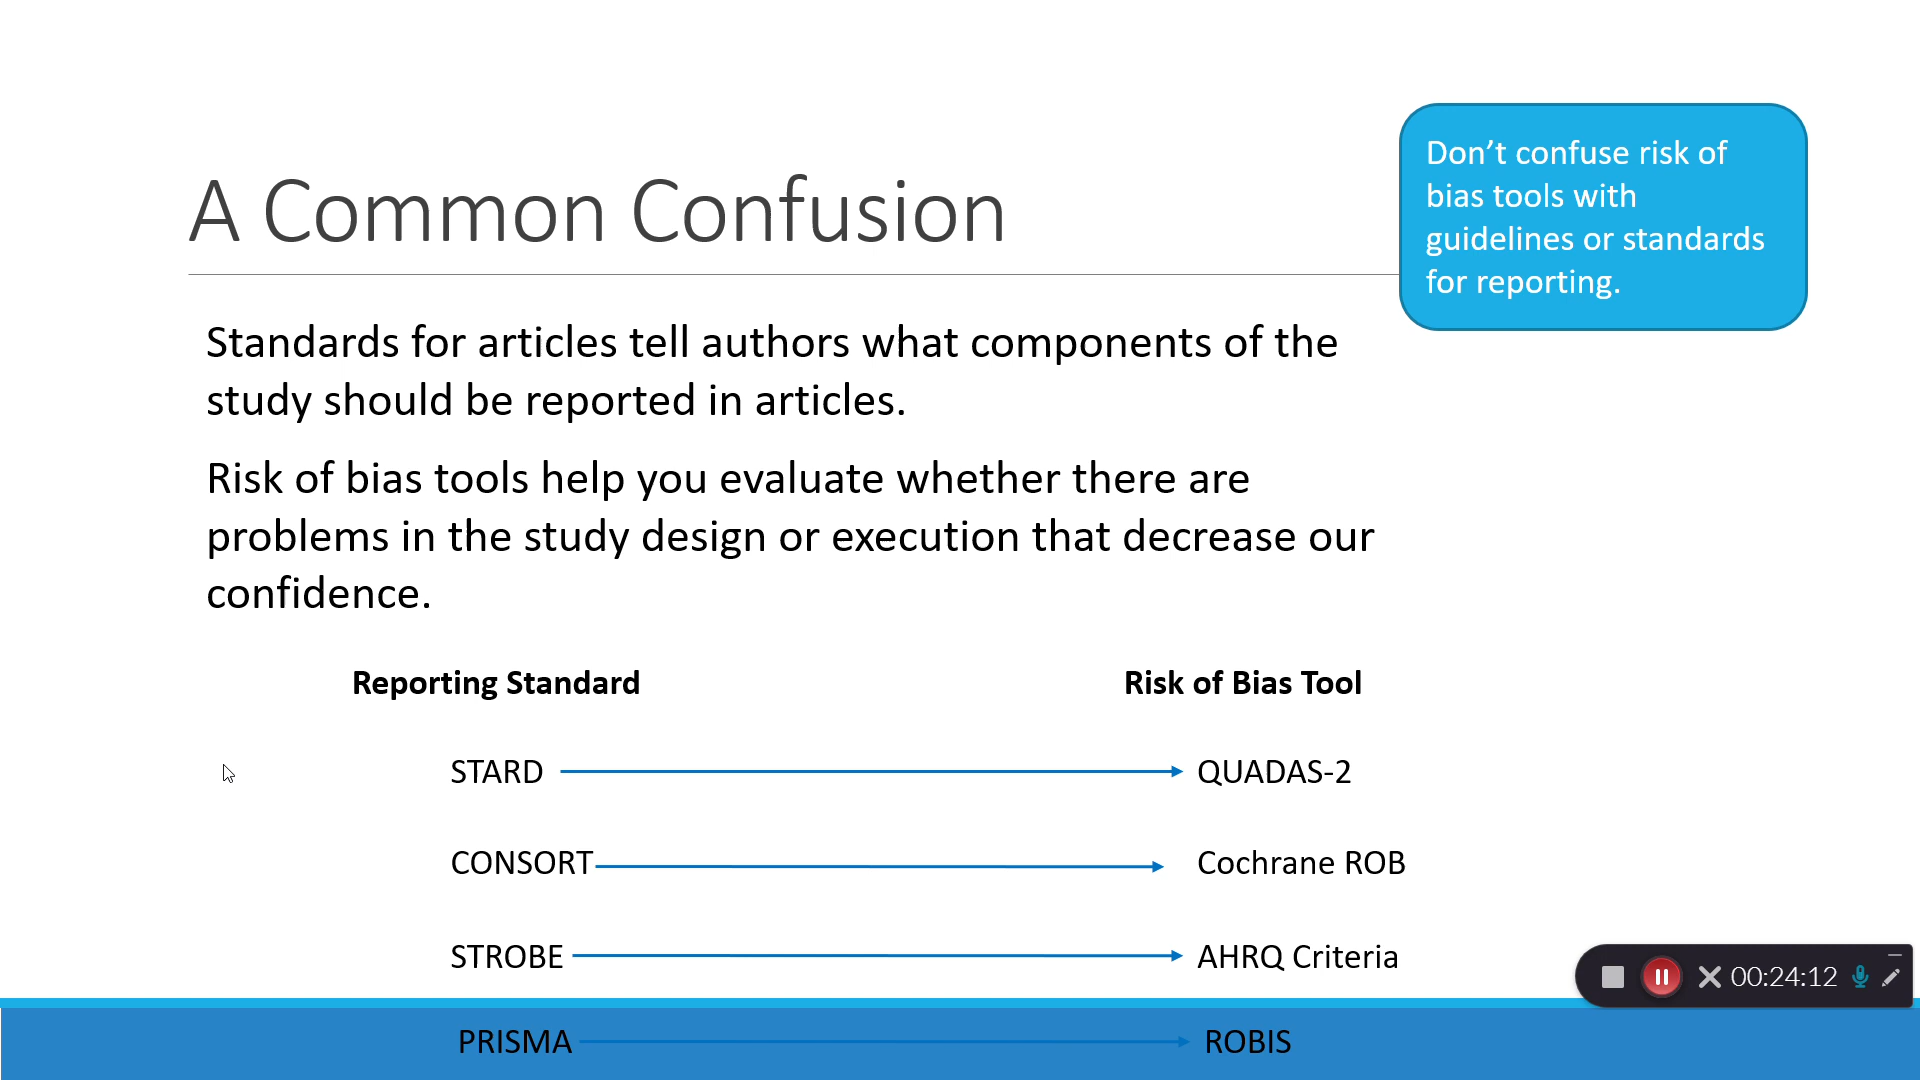 A Common Confusion
Don’t confuse risk of
bias tools with
guidelines or standards
for reporting.
Standards for articles tell authors what components of the
study should be reported in articles.
Risk of bias tools help you evaluate whether there are
problems in the study design or execution that decrease our
confidence.
Reporting Standard Risk of Bias Tool
STARD QUADAS-2
CONSORT Cochrane ROB
STROBE AHRQ Criteria
00:24:12
PRISMA ROBIS